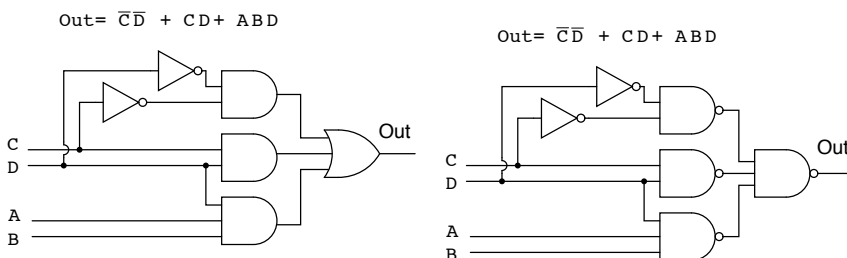 Out= C̅D̅ + CD+ ABD
Out
C
D
A
B
Out= C̅D̅ + CD+ ABD
Out
C
D
A
B